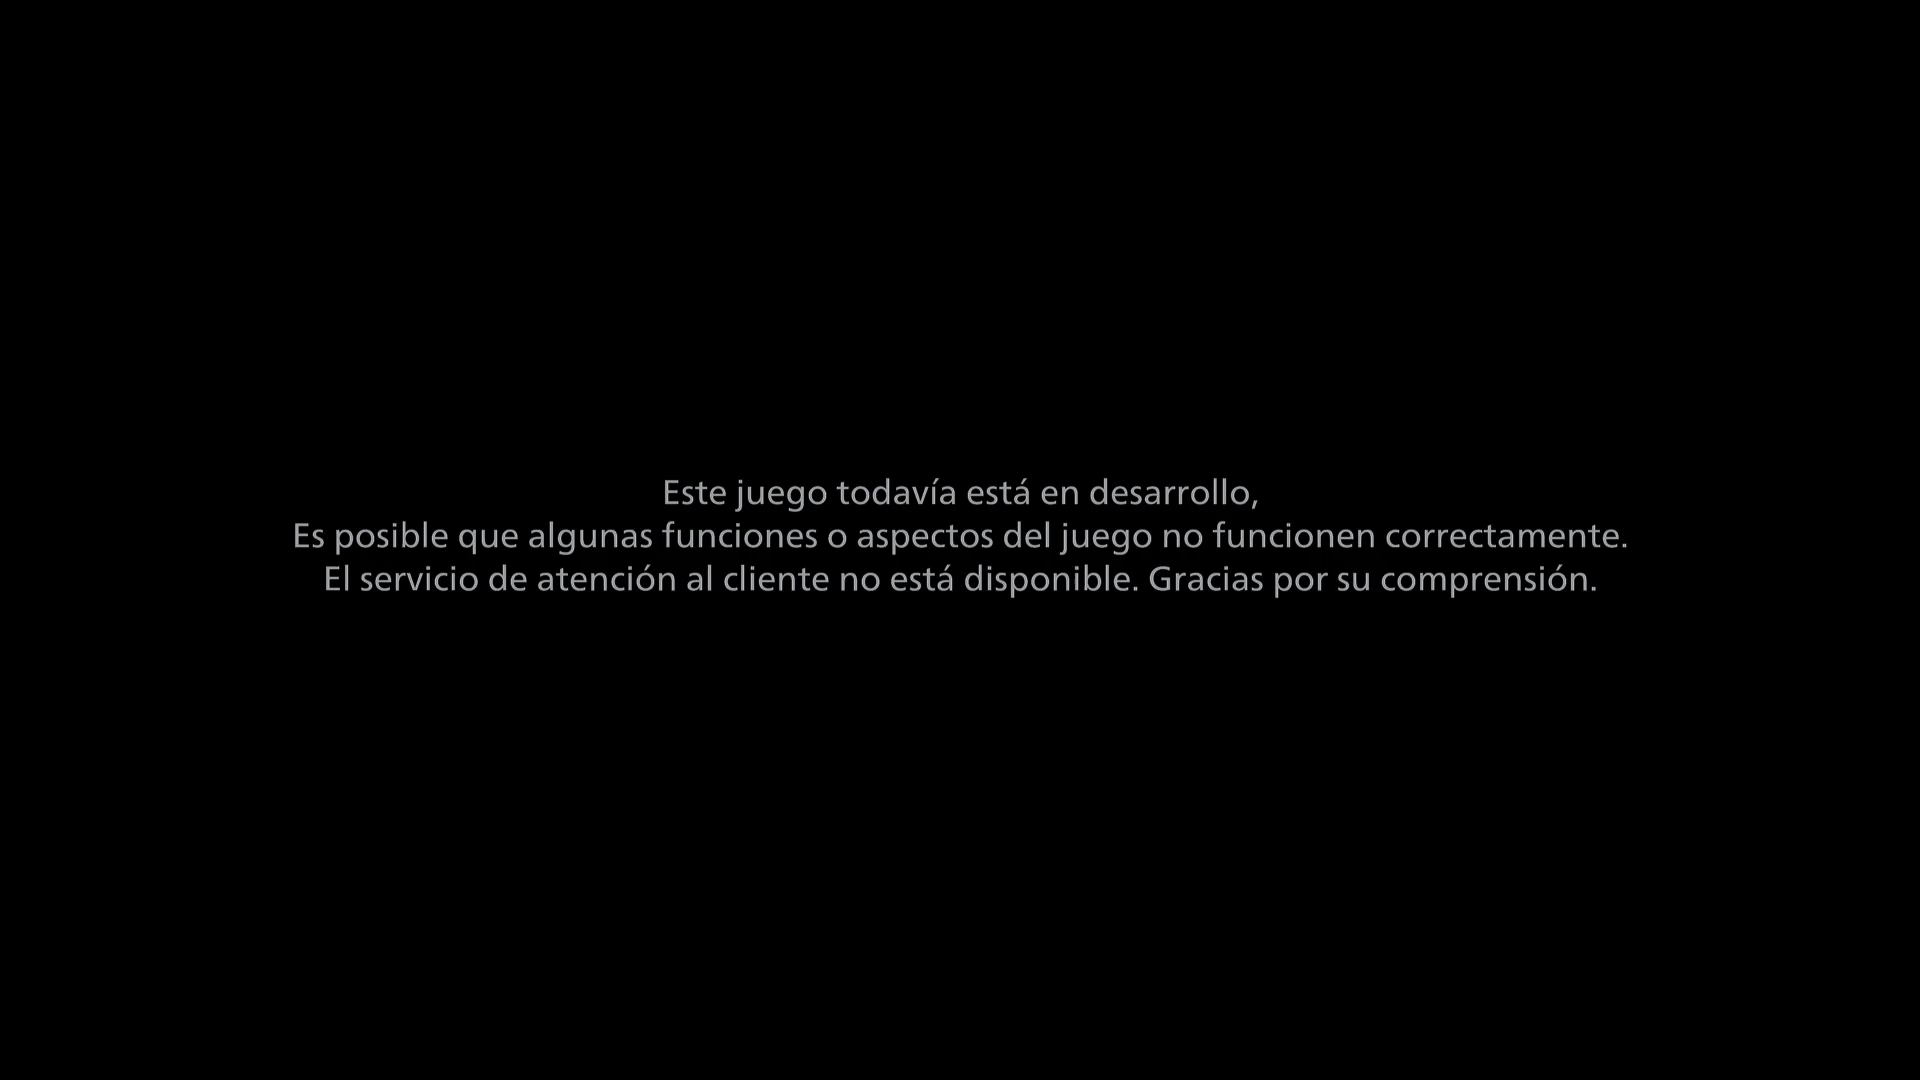 Este juego todavía está en desarrollo,
Es posible que algunas funciones o aspectos del juego no funcionen correctamente.
El servicio de atención al cliente no está disponible. Gracias por su comprensión.